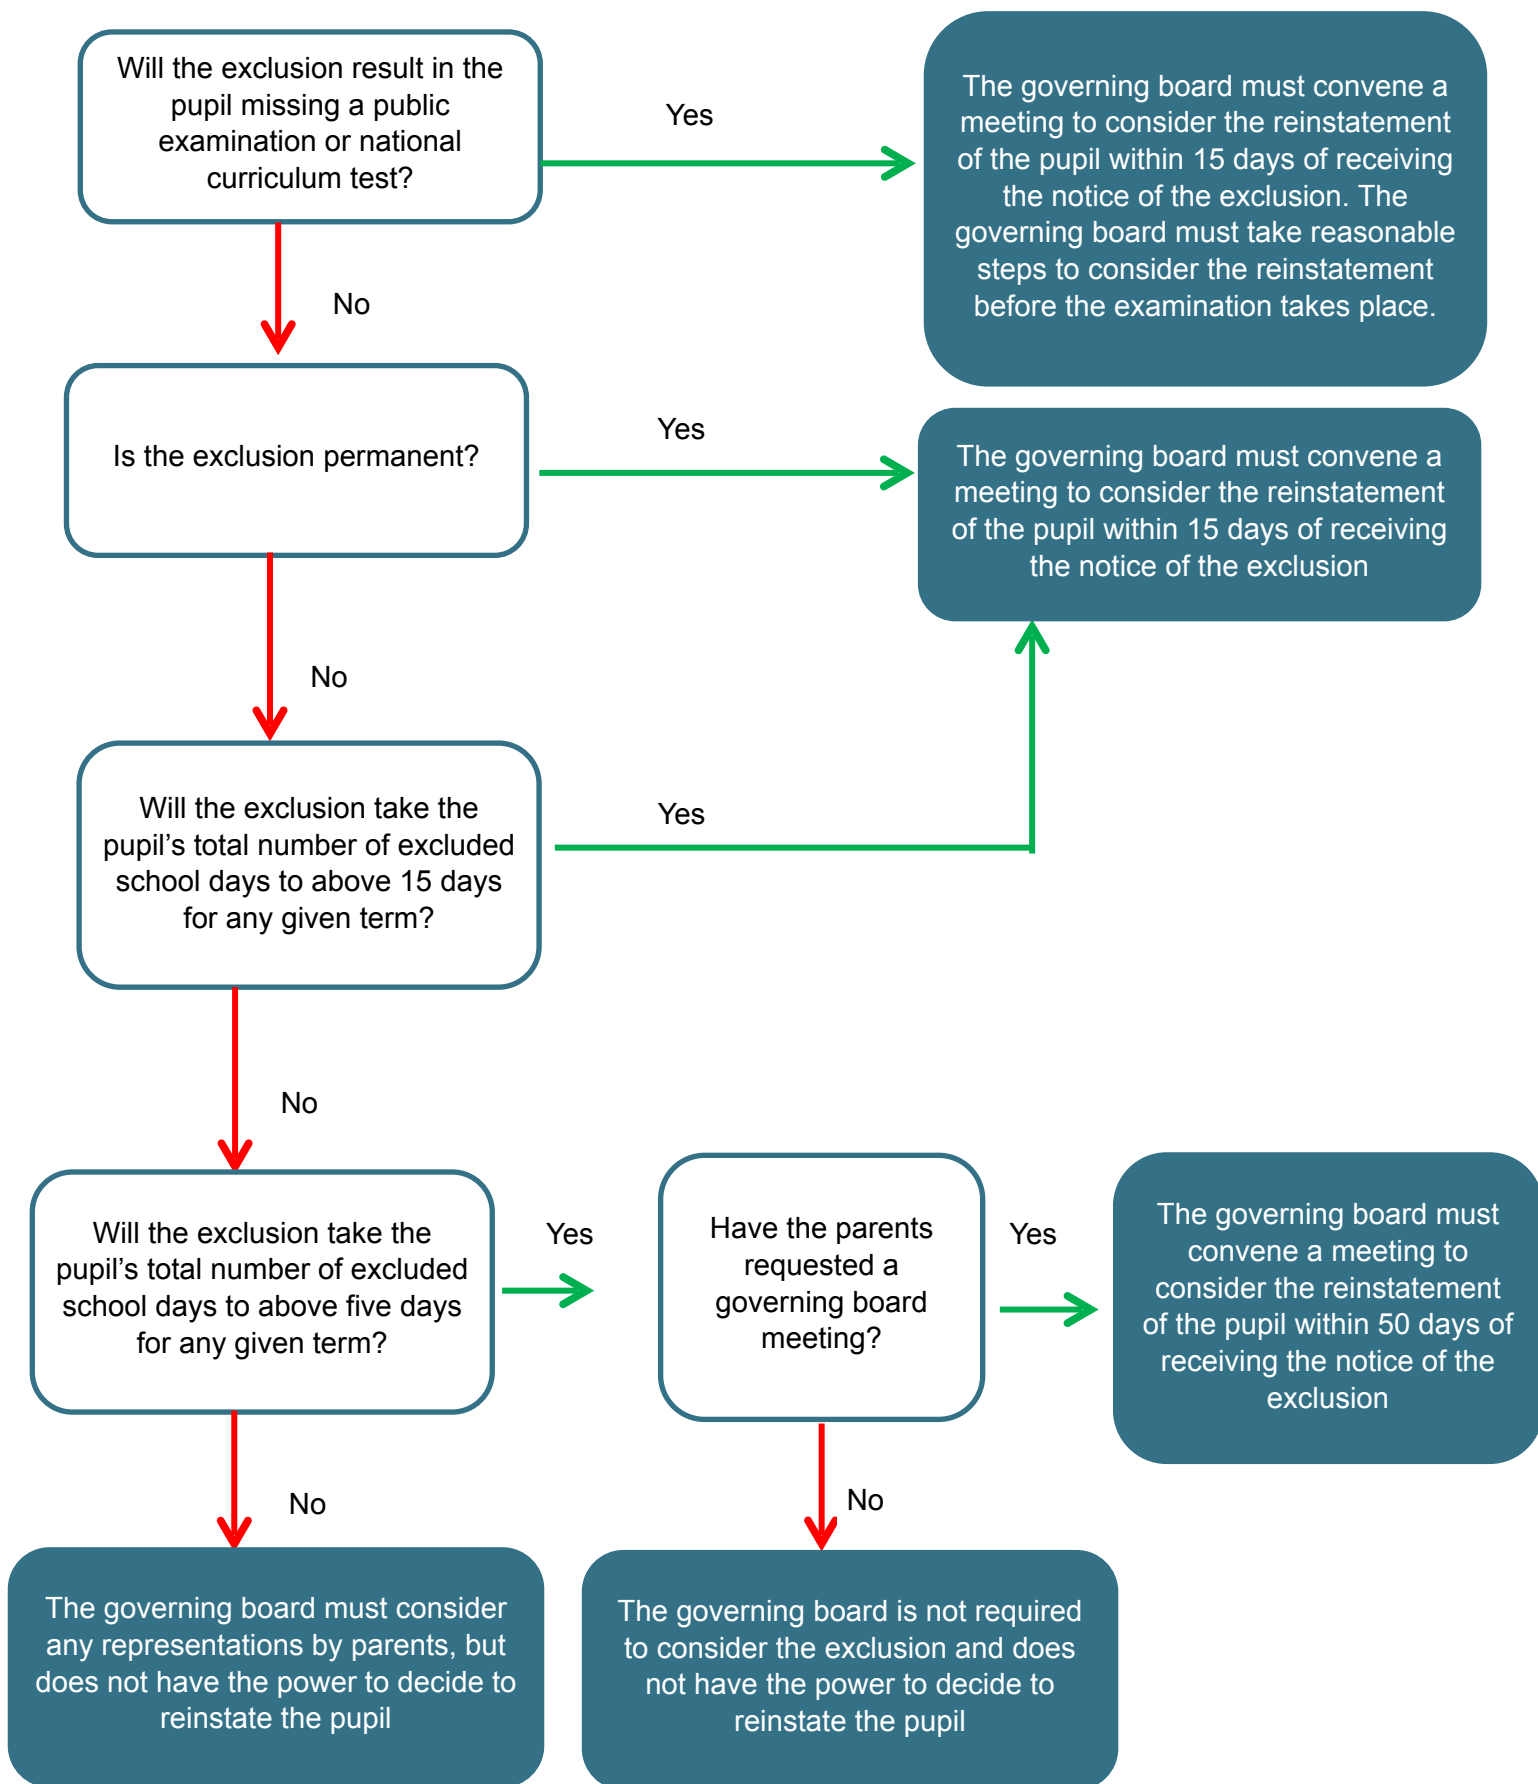 Will the exclusion result in the
pupil missing a public
examination or national
curriculum test?
Yes
The governing board must convene a
meeting to consider the reinstatement
of the pupil within 15 days of receiving
the notice of the exclusion. The
governing board must take reasonable
steps to consider the reinstatement
before the examination takes place.
No
Is the exclusion permanent?
Yes
The governing board must convene a
meeting to consider the reinstatement
of the pupil within 15 days of receiving
the notice of the exclusion
No
Will the exclusion take the
pupil’s total number of excluded
school days to above 15 days
for any given term?
Yes
No
Will the exclusion take the
pupil’s total number of excluded
school days to above five days
for any given term?
Yes
Have the parents
requested a
governing board
meeting?
Yes
The governing board must
convene a meeting to
consider the reinstatement
of the pupil within 50 days of
receiving the notice of the
exclusion
No
No
The governing board must consider
any representations by parents, but
does not have the power to decide to
reinstate the pupil
The governing board is not required
to consider the exclusion and does
not have the power to decide to
reinstate the pupil